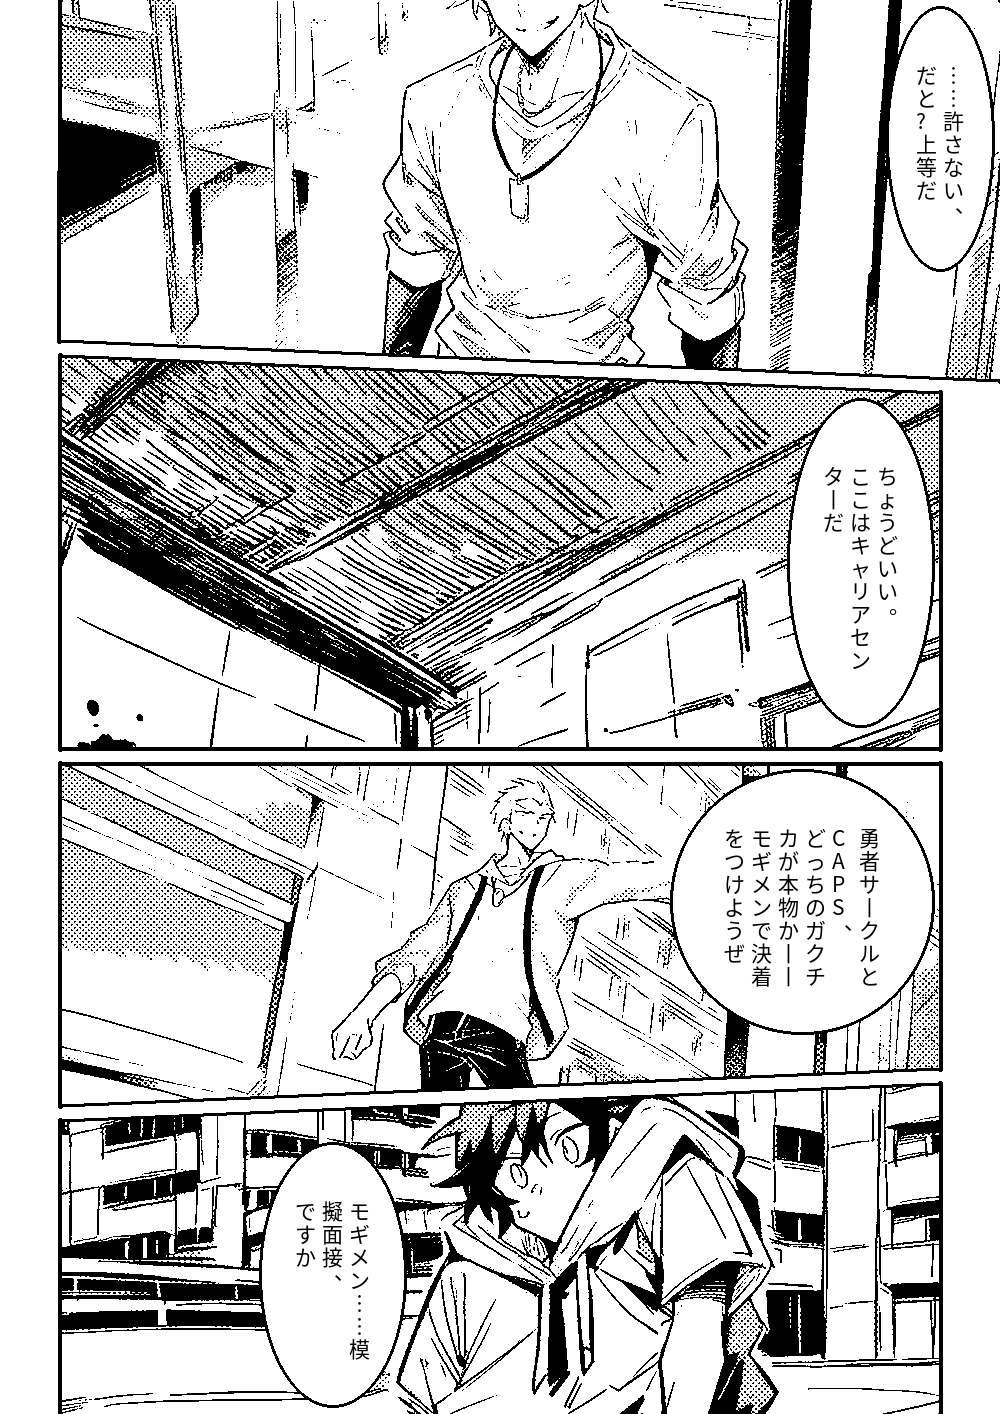 ……許さない、
だと?上等だ
ちょうどいい。
ここはキャリアセン
ターだ
勇者サークルと
CAPS、
どっちのガクチ
カが本物か——
モギメンで決着
をつけようぜ
モギメン……模
擬面接、
ですか